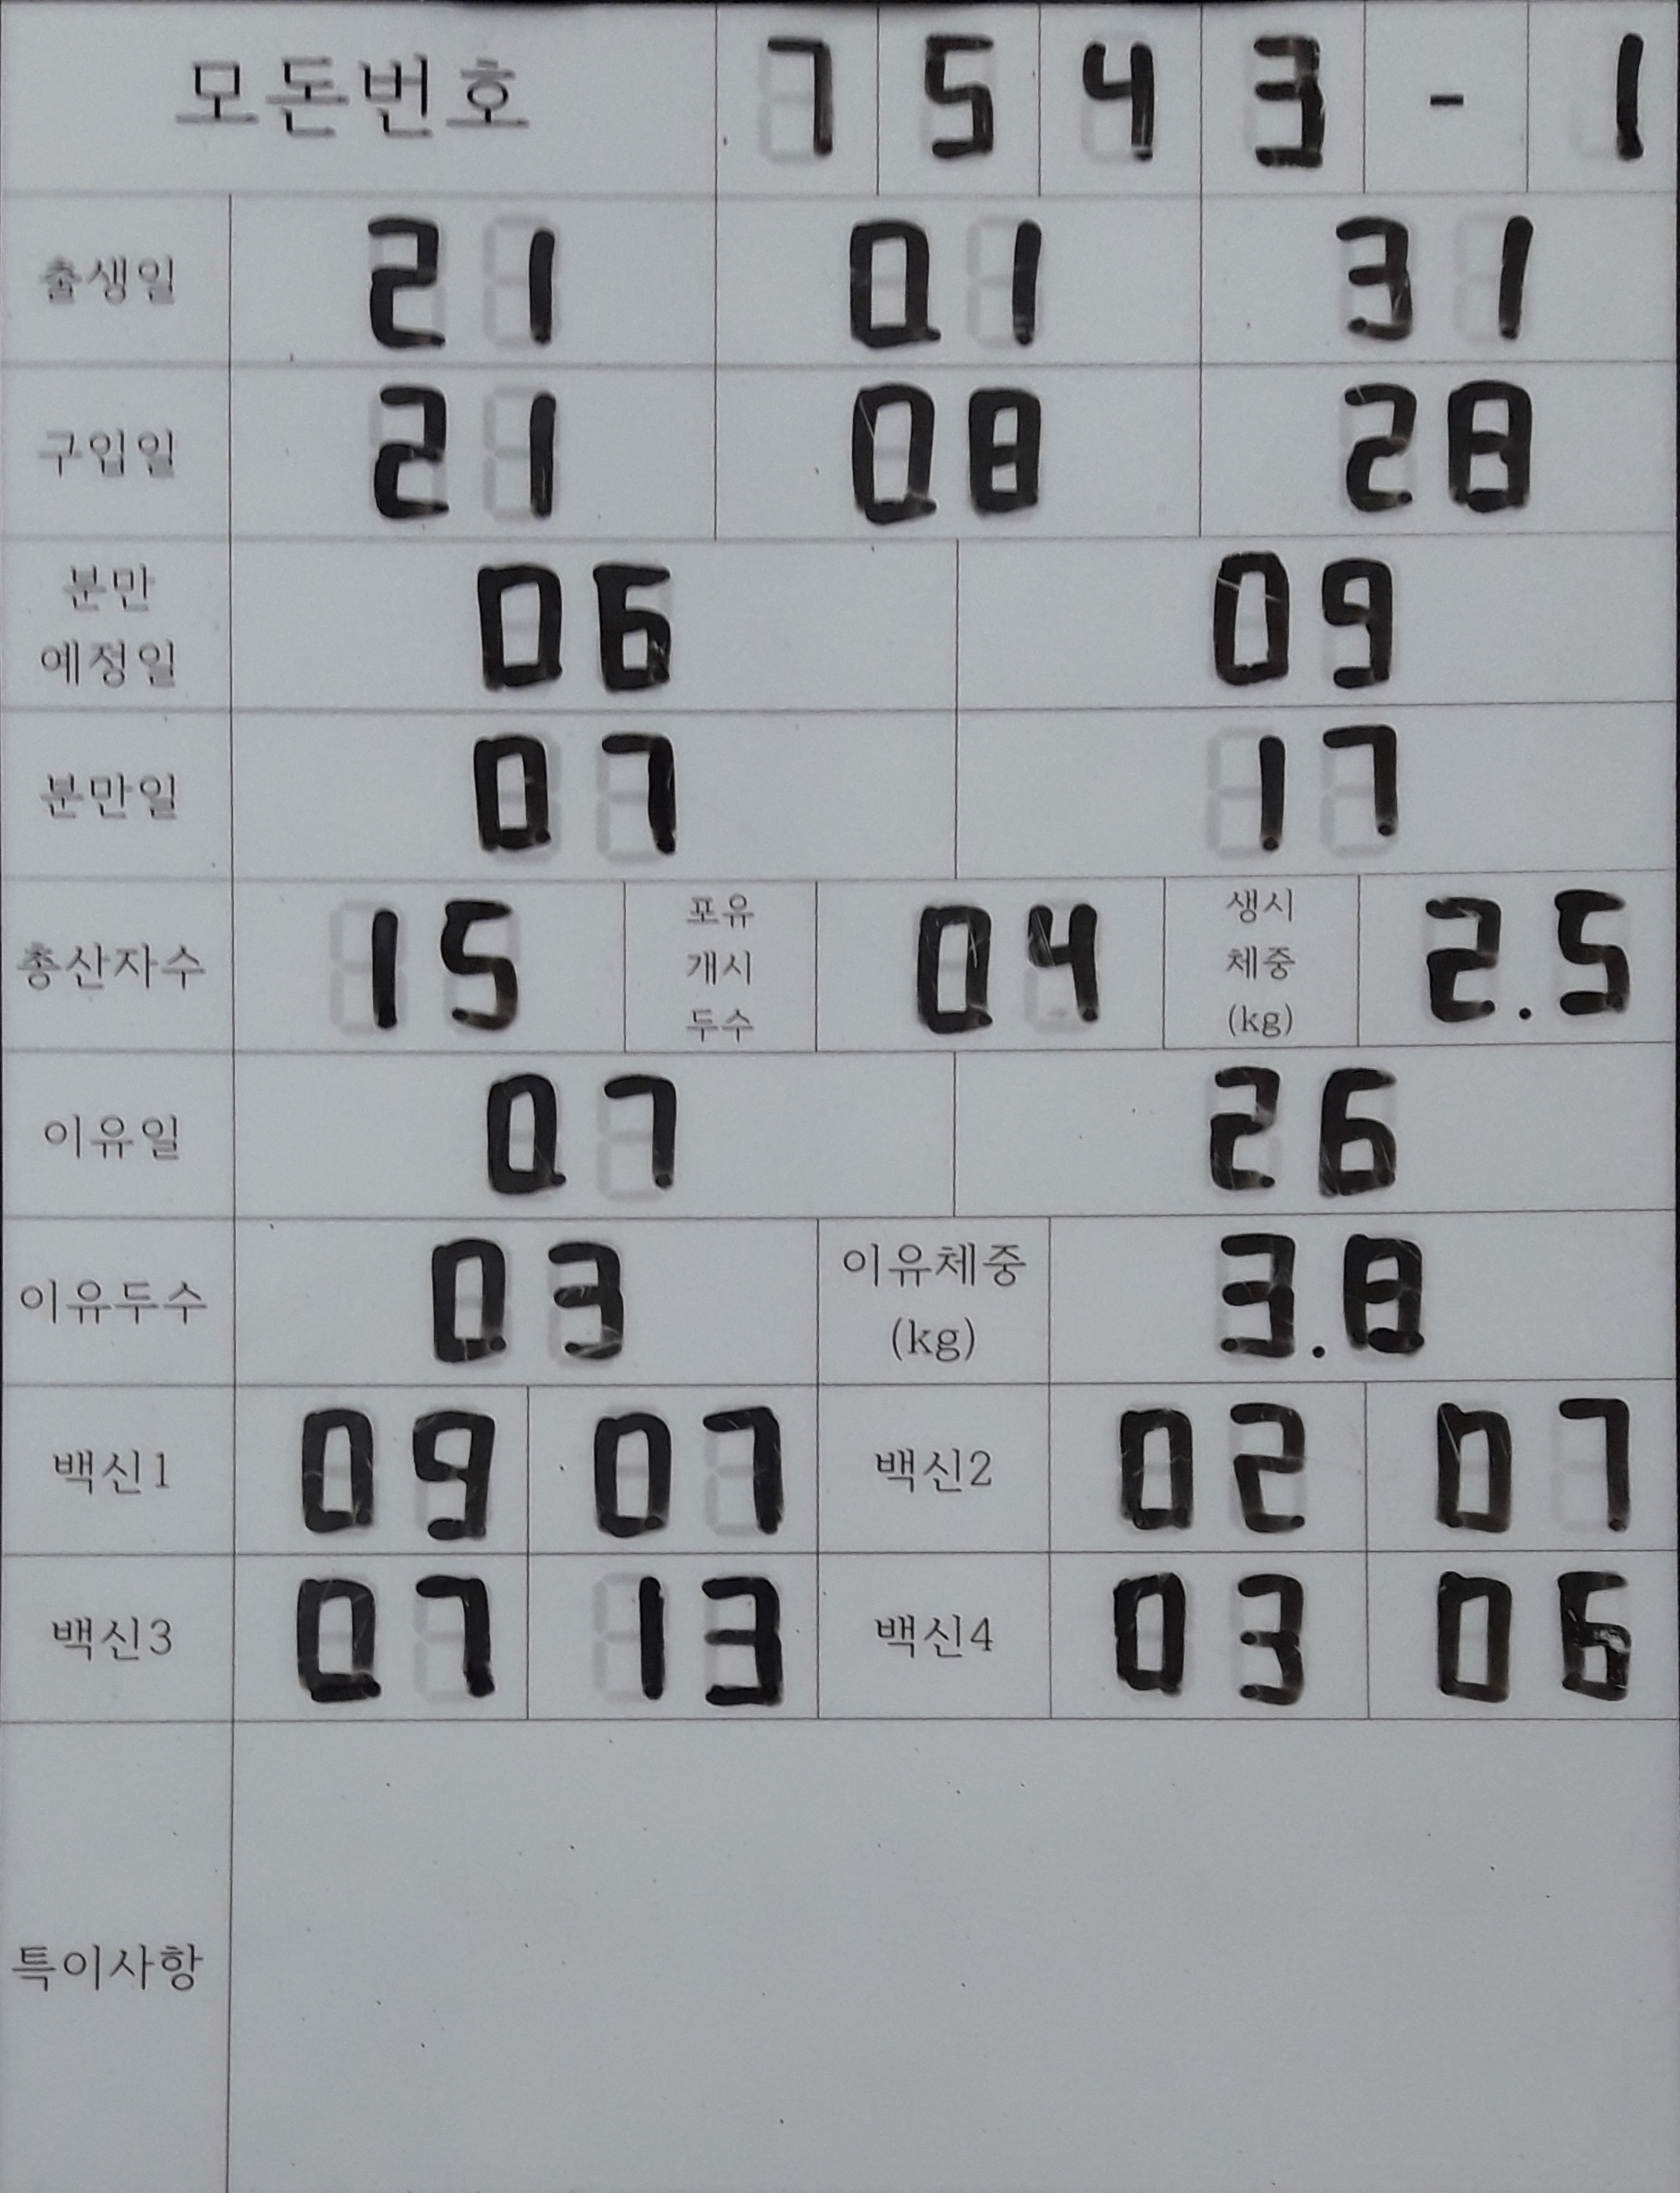 모돈번호 7 5 4 3 - 1
출생일 21 01 31
구입일 21 08 28
분만 예정일 06 09
분만일 07 17
총산자수 15 포유 개시 두수 04 생시 체중 (kg) 2.5
이유일 07 26
이유두수 03 이유체중 (kg) 3.8
백신1 09 07 백신2 02 07
백신3 07 13 백신4 03 06
특이사항